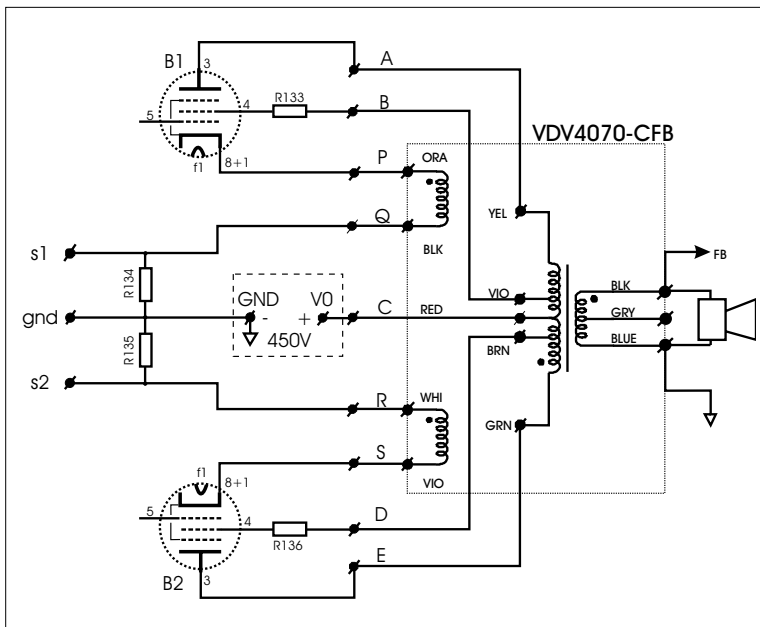 B1
3
A
R133
B
5
4
VDV4070-CFB
f1
8+1
P
ORA
Q
BLK
YEL
s1
R134
GND
V0
C
RED
VIO
FB
BLK
gnd
-
+
450V
GRY
R135
BRN
BLUE
s2
R
WHI
GRN
S
f1
8+1
VIO
5
4
D
R136
E
B2
3